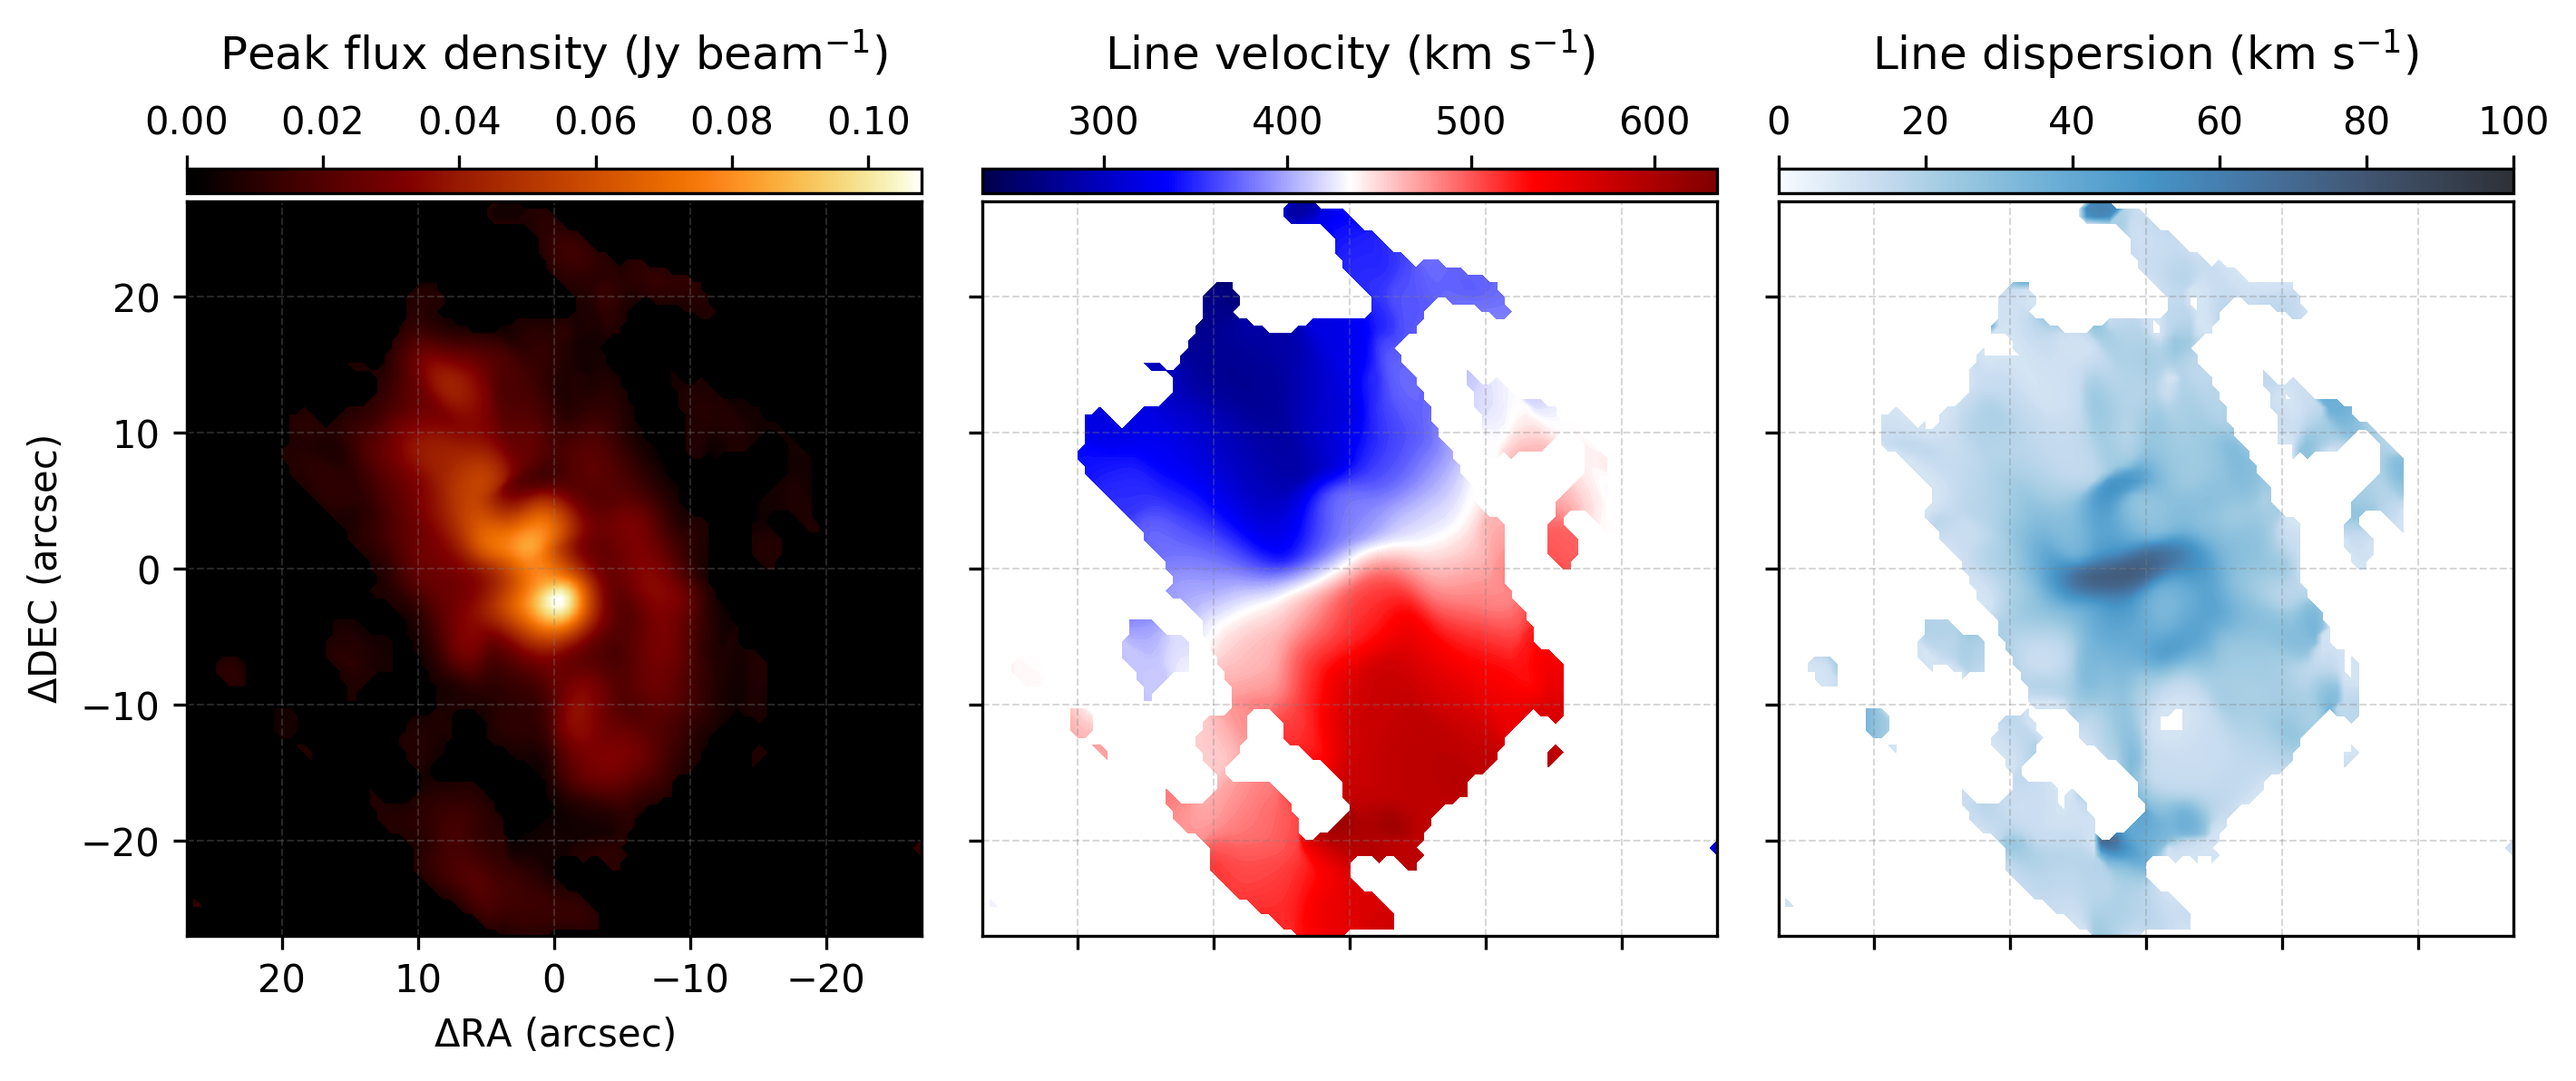 Peak flux density (Jy beam⁻¹) Line velocity (km s⁻¹) Line dispersion (km s⁻¹)
0.00 0.02 0.04 0.06 0.08 0.10 300 400 500 600 0 20 40 60 80 100
20
10
0
−10
−20
ΔDEC (arcsec)
20 10 0 −10 −20
ΔRA (arcsec)